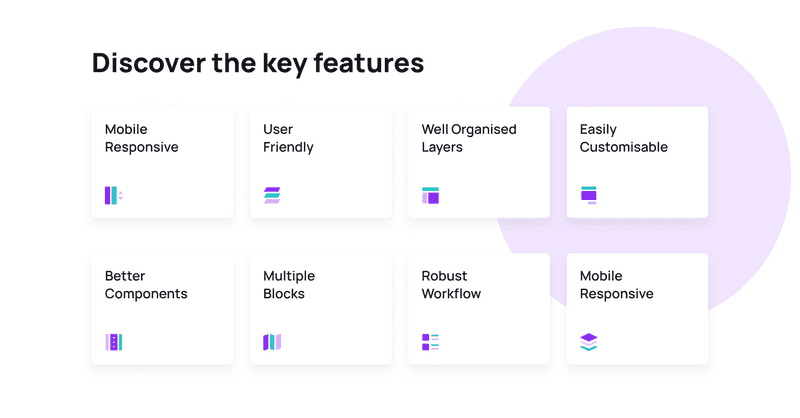 Discover the key features
Mobile
Responsive
User
Friendly
Well Organised
Layers
Easily
Customisable
Better
Components
Multiple
Blocks
Robust
Workflow
Mobile
Responsive